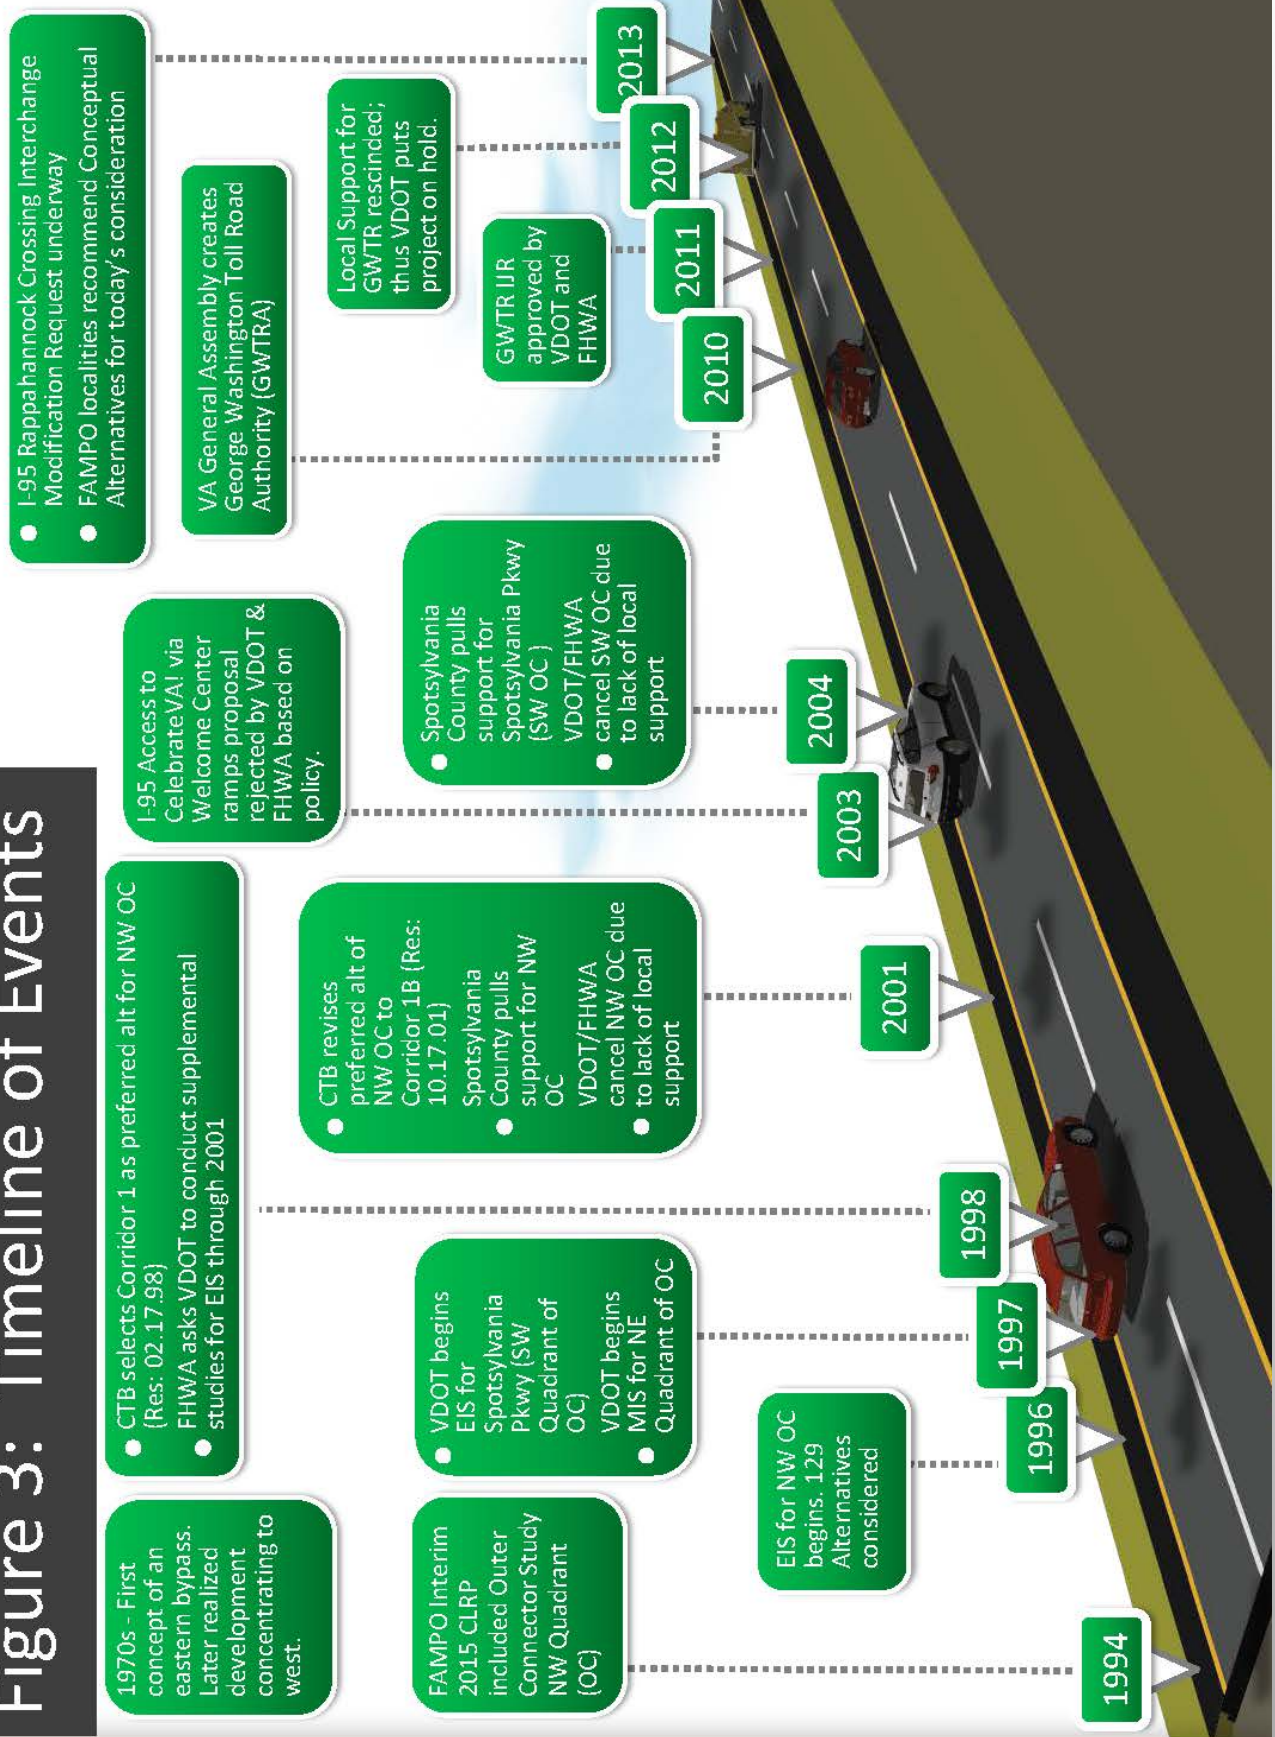 Figure 3: Timeline of Events
1970s - First
concept of an
eastern bypass.
Later realized
development
concentrating to
west.
FAMPO Interim
2015 CLRP
included Outer
Connector Study
NW Quadrant
(OC)
1994
EIS for NW OC
begins. 129
Alternatives
considered
1996
● VDOT begins
EIS for
Spotsylvania
Pkwy (SW
Quadrant of
OC)
VDOT begins
● MIS for NE
Quadrant of OC
1997
● CTB selects Corridor 1 as preferred alt for NW OC
(Res: 02.17.98)
FHWA asks VDOT to conduct supplemental
● studies for EIS through 2001
1998
● CTB revises
preferred alt of
NW OC to
Corridor 1B (Res:
10.17.01)
Spotsylvania
● County pulls
support for NW
OC
VDOT/FHWA
cancel NW OC due
● to lack of local
support
2001
I-95 Access to
CelebrateVA! via
Welcome Center
ramps proposal
rejected by VDOT &
FHWA based on
policy.
2003
● Spotsylvania
County pulls
support for
Spotsylvania Pkwy
(SW OC )
VDOT/FHWA
● cancel SW OC due
to lack of local
support
2004
VA General Assembly creates
George Washington Toll Road
Authority (GWTRA)
2010
GWTR IJR
approved by
VDOT and
FHWA
2011
Local Support for
GWTR rescinded;
thus VDOT puts
project on hold.
2012
● I-95 Rappahannock Crossing Interchange
Modification Request underway
● FAMPO localities recommend Conceptual
Alternatives for today's consideration
2013